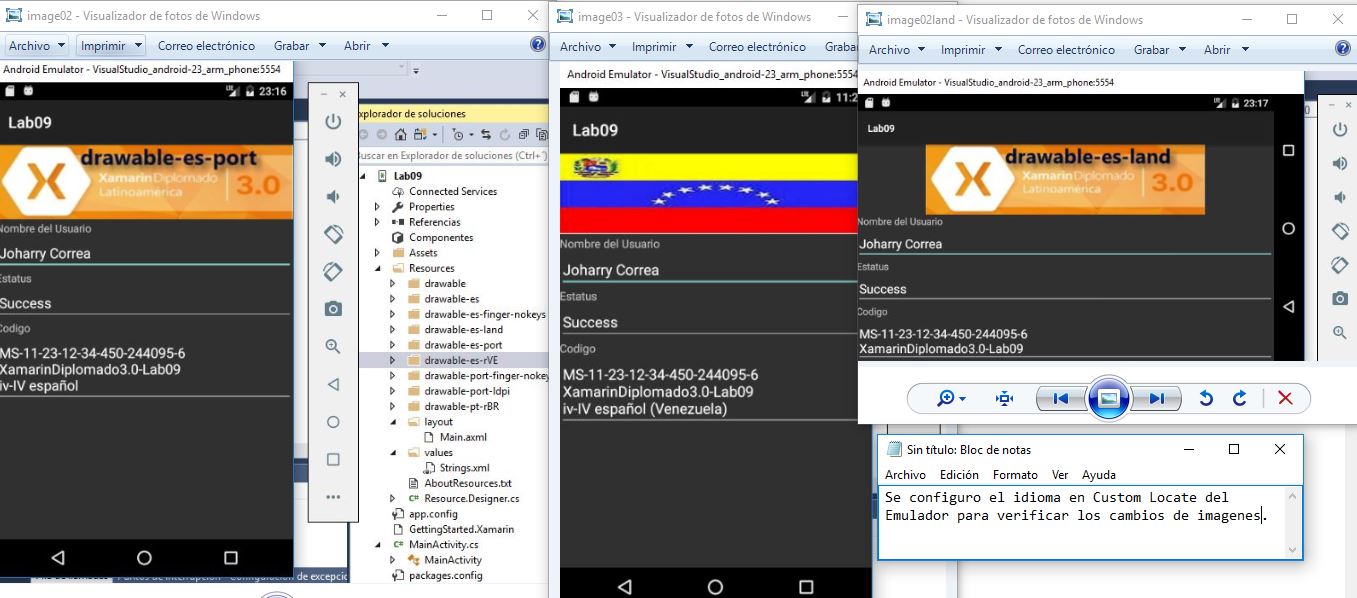 image02 - Visualizador de fotos de Windows
Archivo Imprimir Correo electrónico Grabar Abrir
Android Emulator - VisualStudio_android-23_arm_phone:5554
23:16
Lab09
drawable-es-port
Xamarin Diplomado
Latinoamérica
3.0
Nombre del Usuario
Joharry Correa
Estatus
Success
Codigo
MS-11-23-12-34-450-244095-6
XamarinDiplomado3.0-Lab09
iv-IV español
xplorador de soluciones
Buscar en Explorador de soluciones (Ctrl+
Lab09
Connected Services
Properties
Referencias
Componentes
Assets
Resources
drawable
drawable-es
drawable-es-finger-nokeys
drawable-es-land
drawable-es-port
drawable-es-rVE
drawable-port-finger-nokey
drawable-port-ldpi
drawable-pt-rBR
layout
Main.axml
values
Strings.xml
AboutResources.txt
Resource.Designer.cs
app.config
GettingStarted.Xamarin
MainActivity.cs
MainActivity
packages.config
image03 - Visualizador de fotos de Windows
Archivo Imprimir Correo electrónico Graba
Android Emulator - VisualStudio_android-23_arm_phone:5554
11:2
Lab09
Nombre del Usuario
Joharry Correa
Estatus
Success
Codigo
MS-11-23-12-34-450-244095-6
XamarinDiplomado3.0-Lab09
iv-IV español (Venezuela)
image02land - Visualizador de fotos de Windows
Archivo Imprimir Correo electrónico Grabar Abrir
Android Emulator - VisualStudio_android-23_arm_phone:5554
23:17
Lab09
drawable-es-land
Xamarin Diplomado
Latinoamérica
3.0
Nombre del Usuario
Joharry Correa
Estatus
Success
Codigo
MS-11-23-12-34-450-244095-6
XamarinDiplomado3.0-Lab09
Sin título: Bloc de notas
Archivo Edición Formato Ver Ayuda
Se configuro el idioma en Custom Locate del
Emulador para verificar los cambios de imagenes.